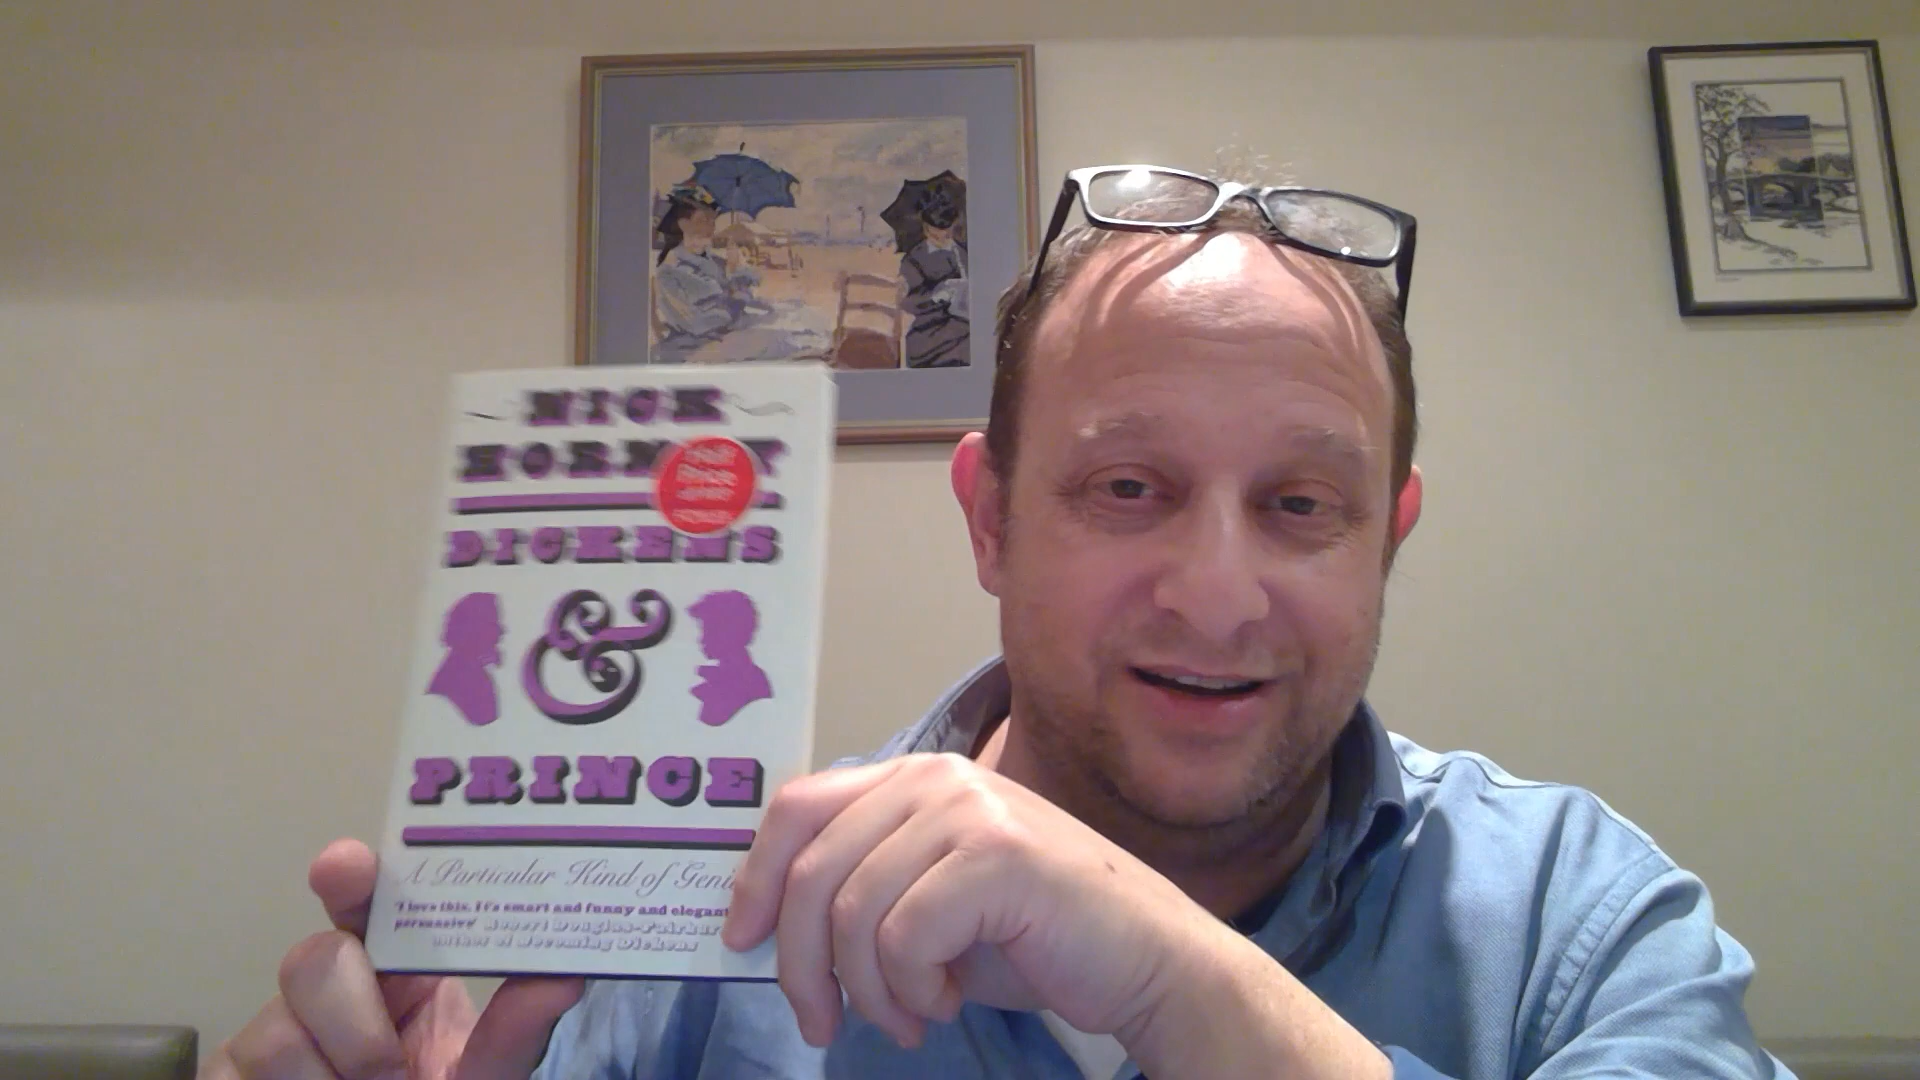 NICK
HORNBY
DICKENS
&
PRINCE
A Particular Kind of Geni
'I love this. It's smart and funny and elegant
persuasive' Robert Douglas-Fairhur
author of Becoming Dickens